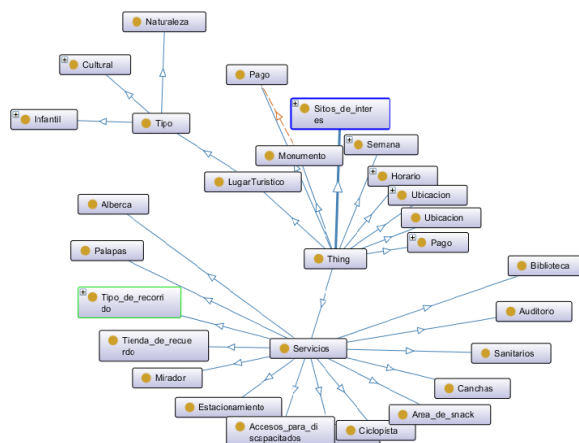 Naturaleza
Cultural
Pago
Sitos_de_inter
es
Infantil
Tipo
Semana
Monumento
Horario
LugarTuristico
Ubicacion
Alberca
Ubicacion
Palapas
Thing
Pago
Biblioteca
Tipo_de_recorri
do
Auditoro
Tienda_de_recue
rdo
Servicios
Sanitarios
Mirador
Canchas
Estacionamiento
Area_de_snack
Accesos_para_di
scapacitados
Ciclopista